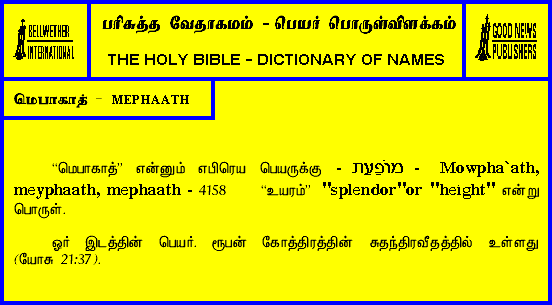 BELLWETHER
INTERNATIONAL
பரிசுத்த வேதாகமம் - பெயர் பொருள்விளக்கம்
THE HOLY BIBLE - DICTIONARY OF NAMES
GOOD NEWS
PUBLISHERS
மெபாகாத் - MEPHAATH
“மெபாகாத்” என்னும் எபிரெய பெயருக்கு - מוֹפָעַת - Mowpha`ath,
meyphaath, mephaath - 4158 “உயரம்” "splendor"or "height" என்று
பொருள்.
ஓர் இடத்தின் பெயர். ரூபன் கோத்திரத்தின் சுதந்திரவீதத்தில் உள்ளது
(யோசு 21:37).